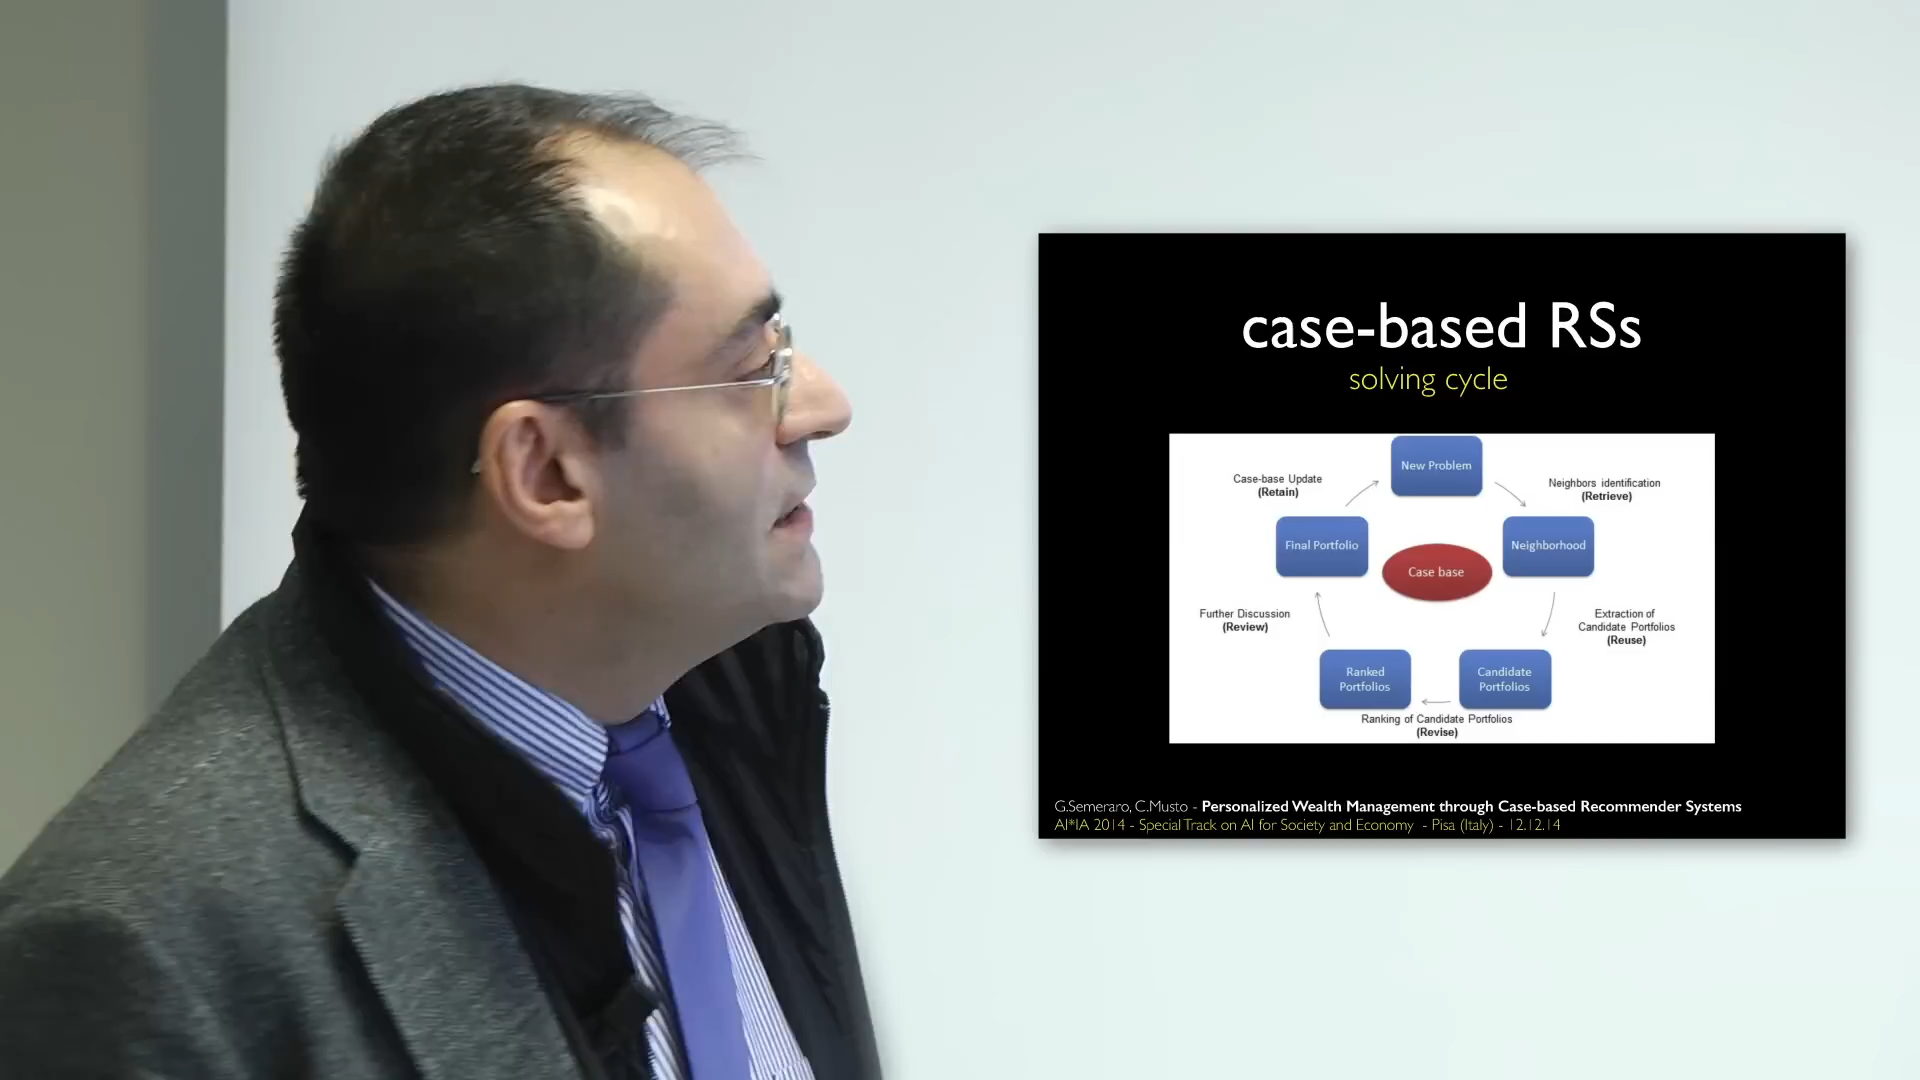 case-based RSs
solving cycle
New Problem
Case-base Update
(Retain)
Neighbors identification
(Retrieve)
Final Portfolio
Neighborhood
Case base
Further Discussion
(Review)
Extraction of
Candidate Portfolios
(Reuse)
Ranked
Portfolios
Candidate
Portfolios
Ranking of Candidate Portfolios
(Revise)
G.Semeraro, C.Musto - Personalized Wealth Management through Case-based Recommender Systems
AI*IA 2014 - Special Track on AI for Society and Economy - Pisa (Italy) - 12.12.14